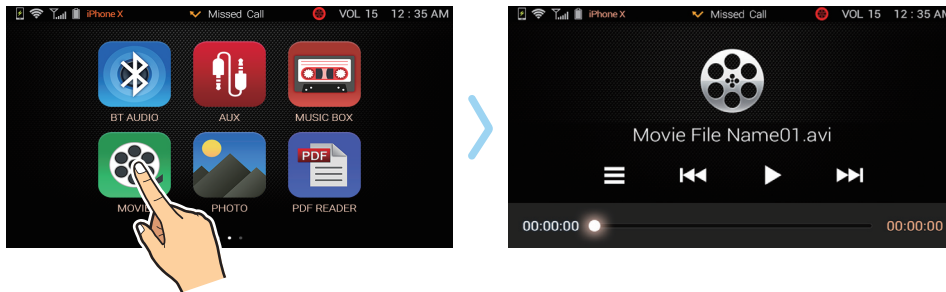 iPhone X Missed Call VOL 15 12 : 35 AM
BT AUDIO AUX MUSIC BOX
PDF
MOVIE PHOTO PDF READER
iPhone X Missed Call VOL 15 12 : 35 AM
Movie File Name01.avi
00:00:00 00:00:00